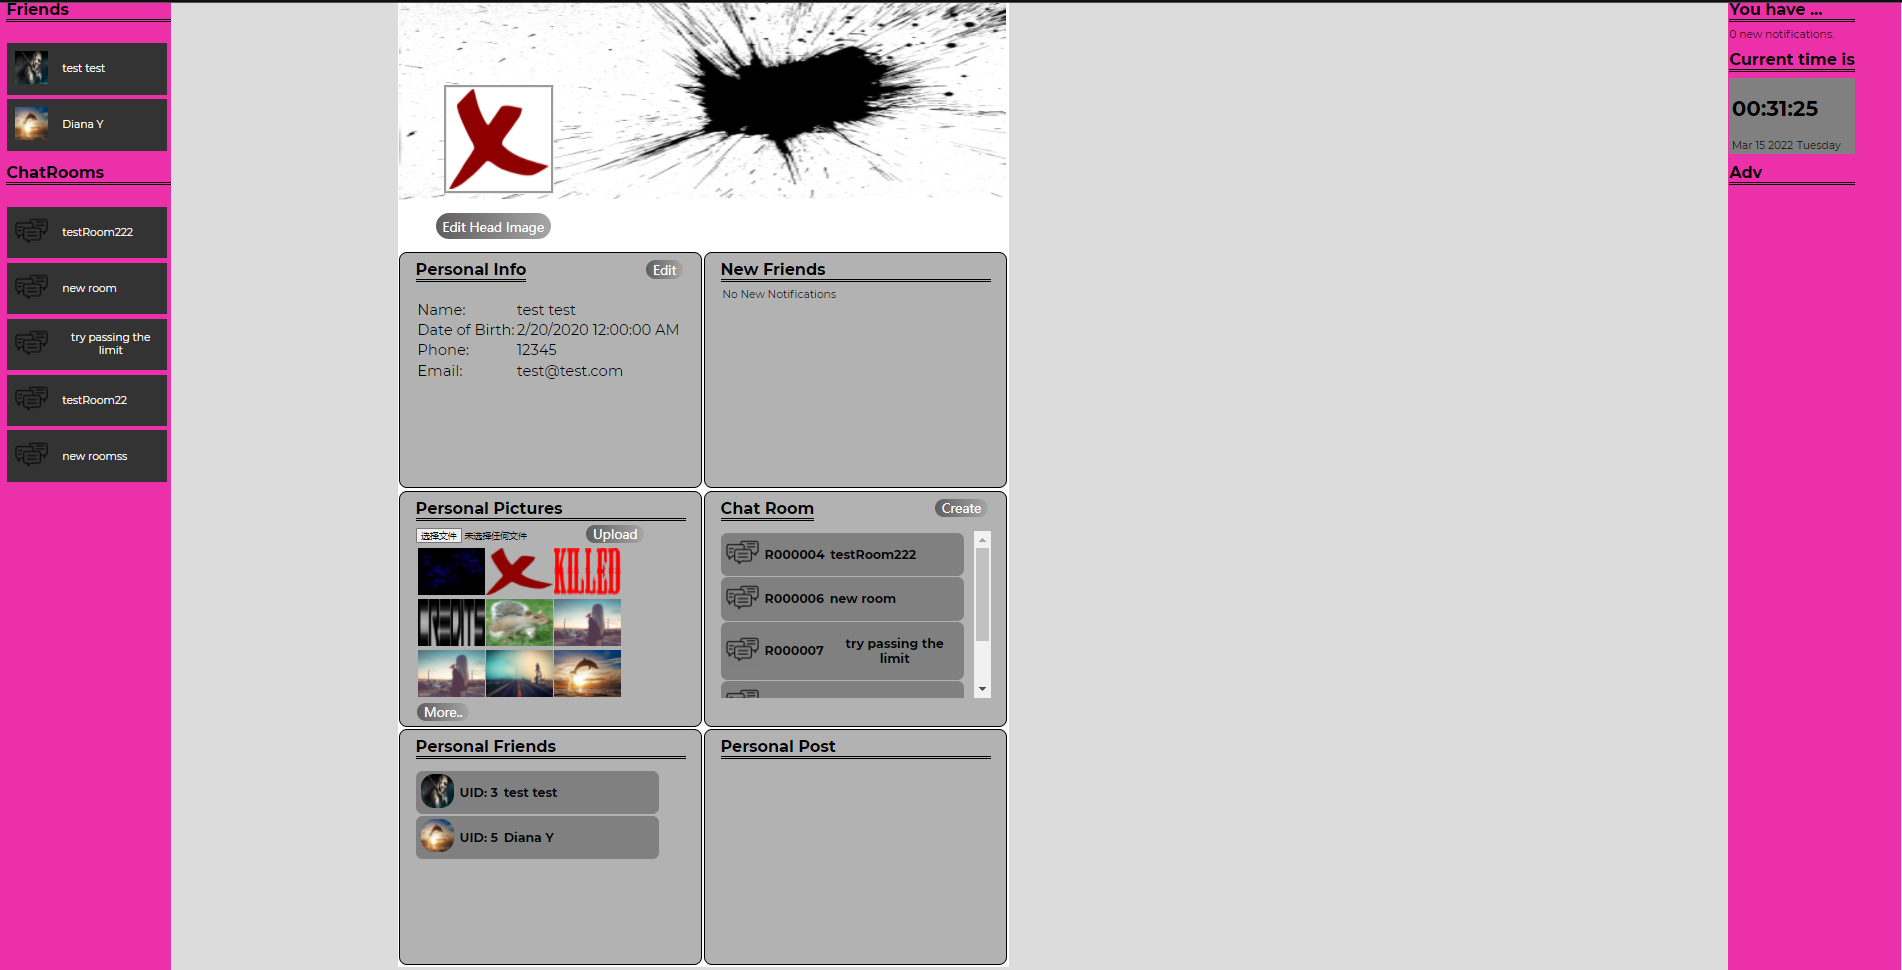 Friends
test test
Diana Y
ChatRooms
testRoom222
new room
try passing the
limit
testRoom22
new roomss
Edit Head Image
Personal Info
Edit
Name: test test
Date of Birth: 2/20/2020 12:00:00 AM
Phone: 12345
Email: test@test.com
New Friends
No New Notifications
Personal Pictures
选择文件 未选择任何文件
Upload
KILLED
CREDITS
More..
Chat Room
Create
R000004 testRoom222
R000006 new room
R000007 try passing the
limit
Personal Friends
UID: 3 test test
UID: 5 Diana Y
Personal Post
You have ...
0 new notifications.
Current time is
00:31:25
Mar 15 2022 Tuesday
Adv